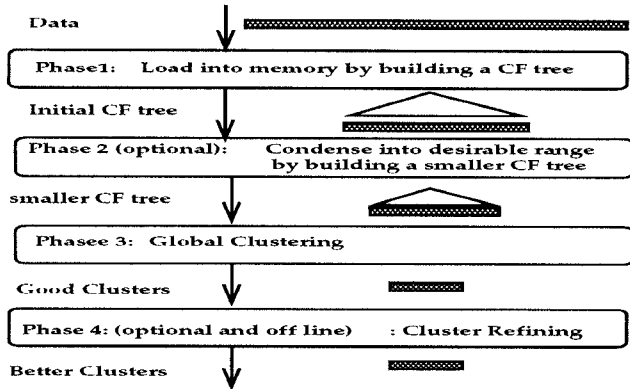 Data
Phase1: Load into memory by building a CF tree
Initial CF tree
Phase 2 (optional): Condense into desirable range
by building a smaller CF tree
smaller CF tree
Phasee 3: Global Clustering
Good Clusters
Phase 4: (optional and off line) : Cluster Refining
Better Clusters